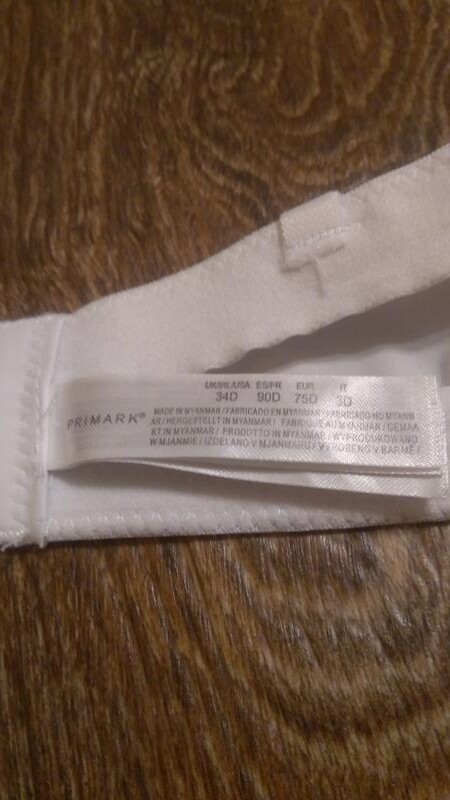 UK/IRL/USA ES/FR EUR IT
34D 90D 75D 3D
PRIMARK®
MADE IN MYANMAR / FABRICADO EN MYANMAR / FABRICADO NO MYANM
AR / HERGESTELLT IN MYANMAR / FABRIQUÉ AU MYANMAR / GEMAA
KT IN MYANMAR / PRODOTTO IN MYANMAR / WYPRODUKOWANO
W MJANMIE / IZDELANO V MJANMARU / VYROBENO V BARMĚ /